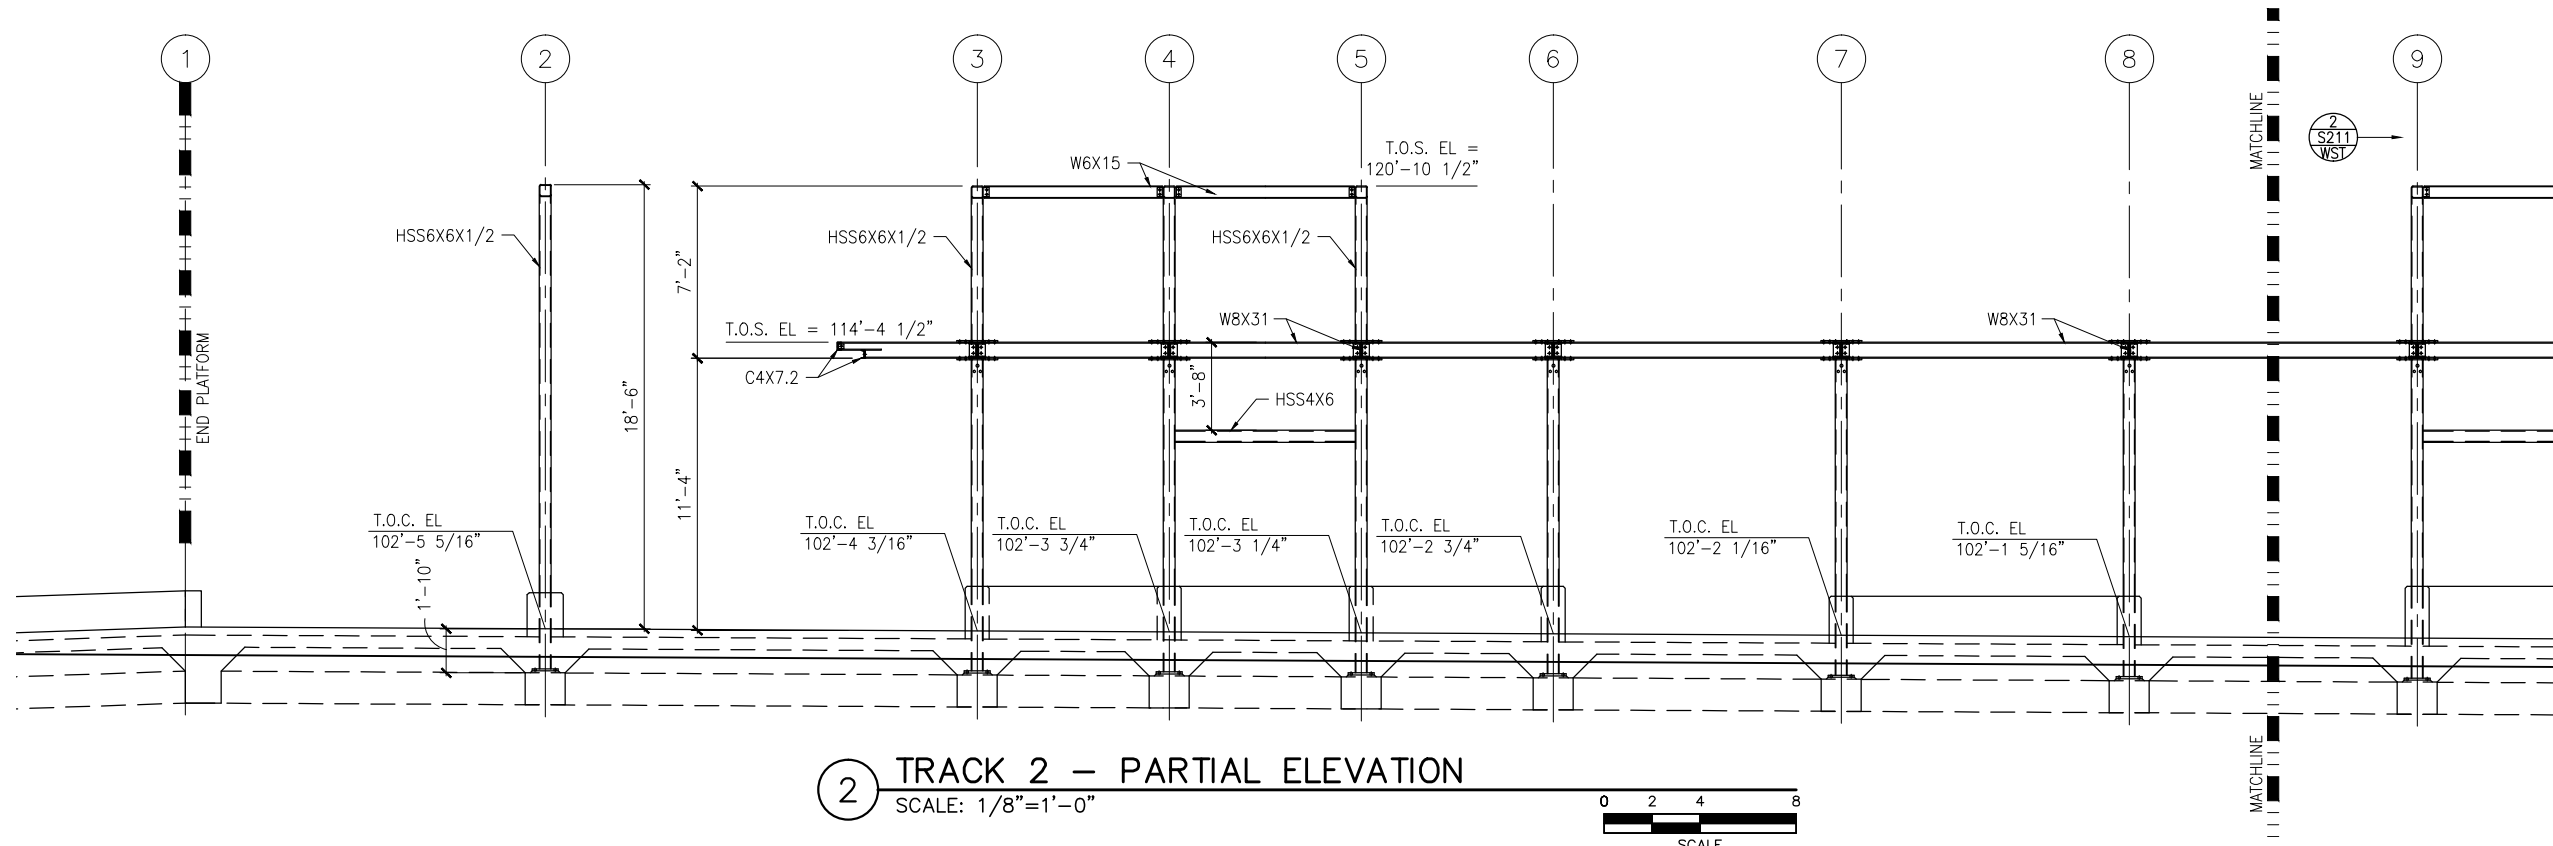 1
2
3
4
5
6
7
8
9
MATCHLINE
2
S211
WST
T.O.S. EL =
120'-10 1/2"
W6X15
HSS6X6X1/2
HSS6X6X1/2
HSS6X6X1/2
7'-2"
T.O.S. EL = 114'-4 1/2"
W8X31
W8X31
C4X7.2
END PLATFORM
18'-6"
3'-8"
HSS4X6
11'-4"
T.O.C. EL
102'-5 5/16"
T.O.C. EL
102'-4 3/16"
T.O.C. EL
102'-3 3/4"
T.O.C. EL
102'-3 1/4"
T.O.C. EL
102'-2 3/4"
T.O.C. EL
102'-2 1/16"
T.O.C. EL
102'-1 5/16"
1'-10"
MATCHLINE
2
TRACK 2 – PARTIAL ELEVATION
SCALE: 1/8"=1'-0"
0 2 4 8
SCALE